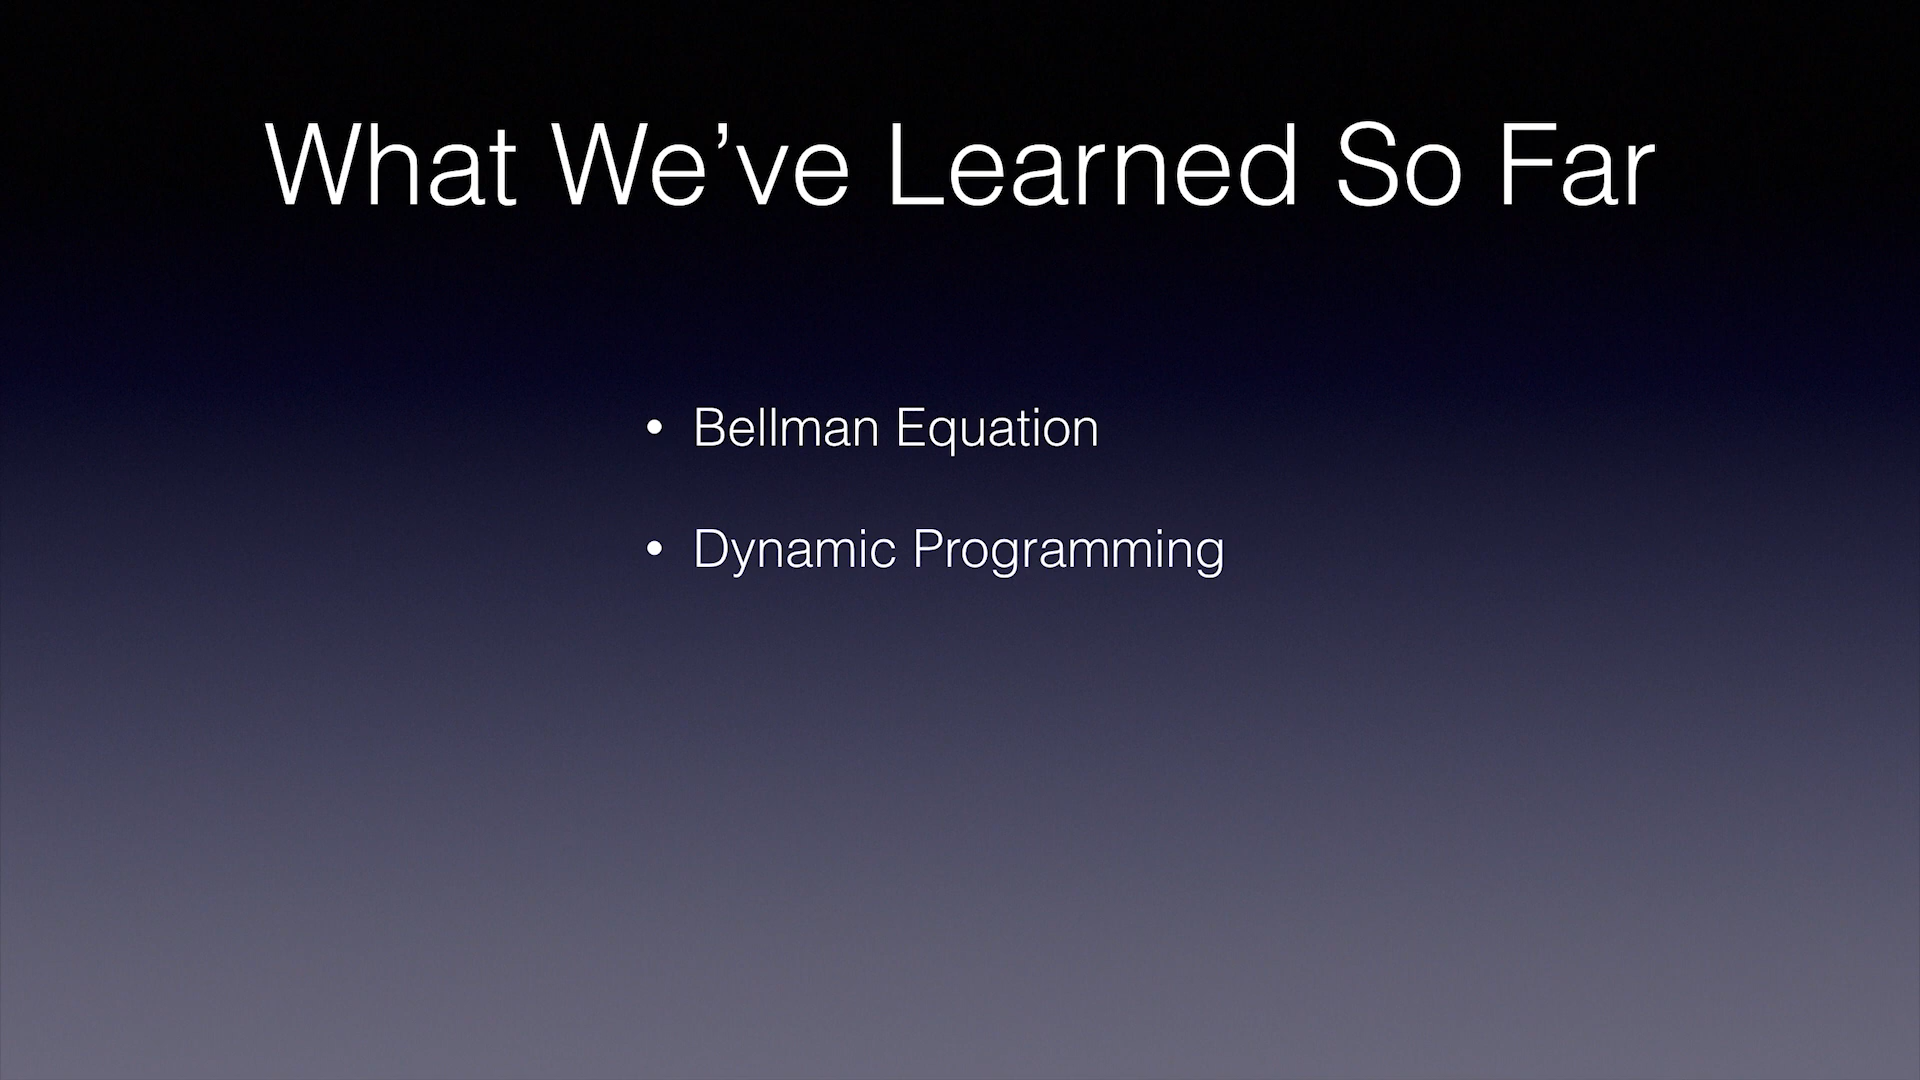 What We’ve Learned So Far
• Bellman Equation
• Dynamic Programming